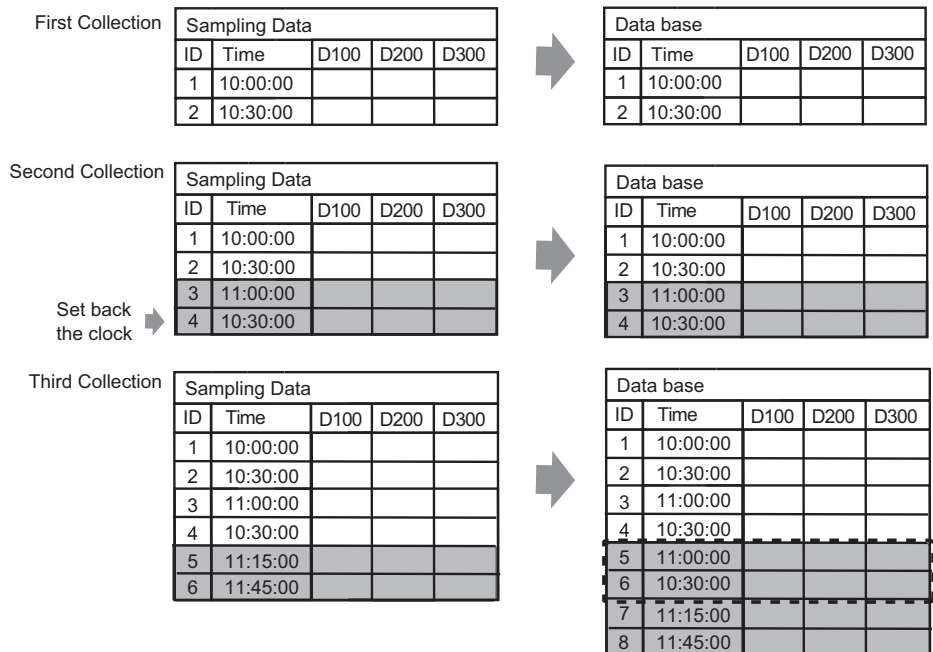 First Collection
Sampling Data
ID Time D100 D200 D300
1 10:00:00
2 10:30:00
Data base
ID Time D100 D200 D300
1 10:00:00
2 10:30:00
Second Collection
Sampling Data
ID Time D100 D200 D300
1 10:00:00
2 10:30:00
3 11:00:00
4 10:30:00
Set back
the clock
Data base
ID Time D100 D200 D300
1 10:00:00
2 10:30:00
3 11:00:00
4 10:30:00
Third Collection
Sampling Data
ID Time D100 D200 D300
1 10:00:00
2 10:30:00
3 11:00:00
4 10:30:00
5 11:15:00
6 11:45:00
Data base
ID Time D100 D200 D300
1 10:00:00
2 10:30:00
3 11:00:00
4 10:30:00
5 11:00:00
6 10:30:00
7 11:15:00
8 11:45:00